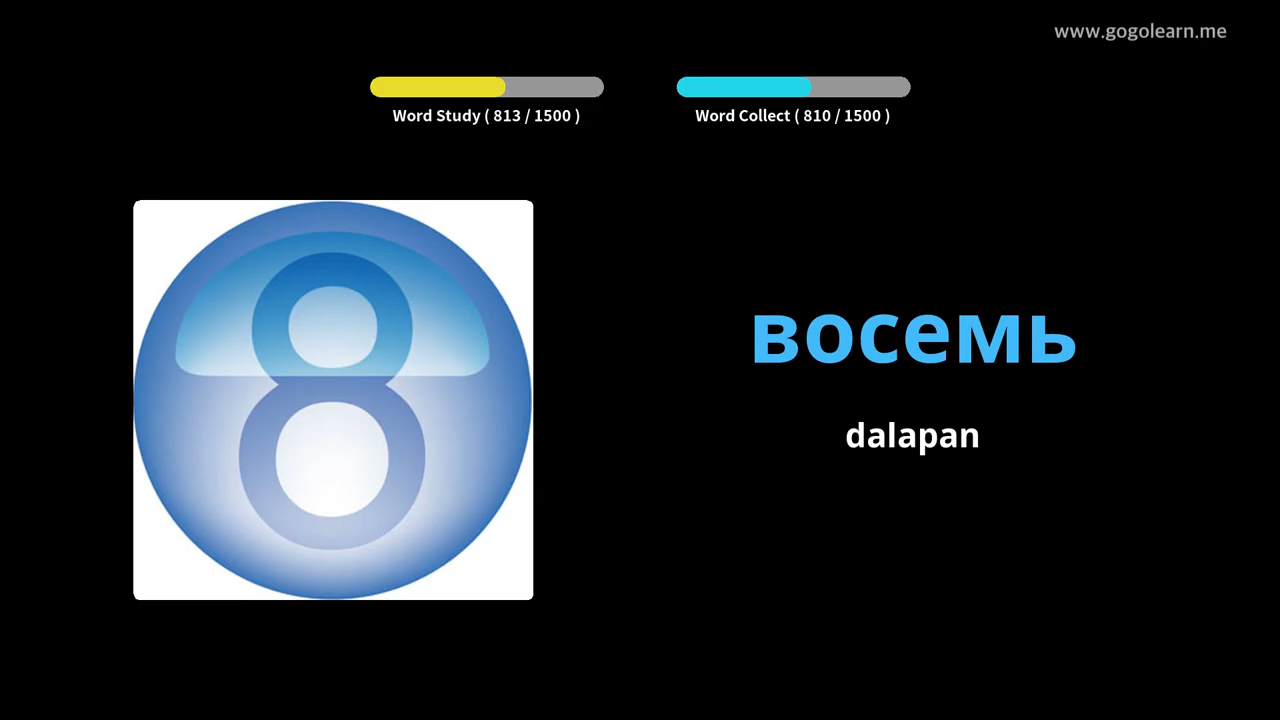 www.gogolearn.me
Word Study ( 813 / 1500 )
Word Collect ( 810 / 1500 )
8
восемь
dalapan